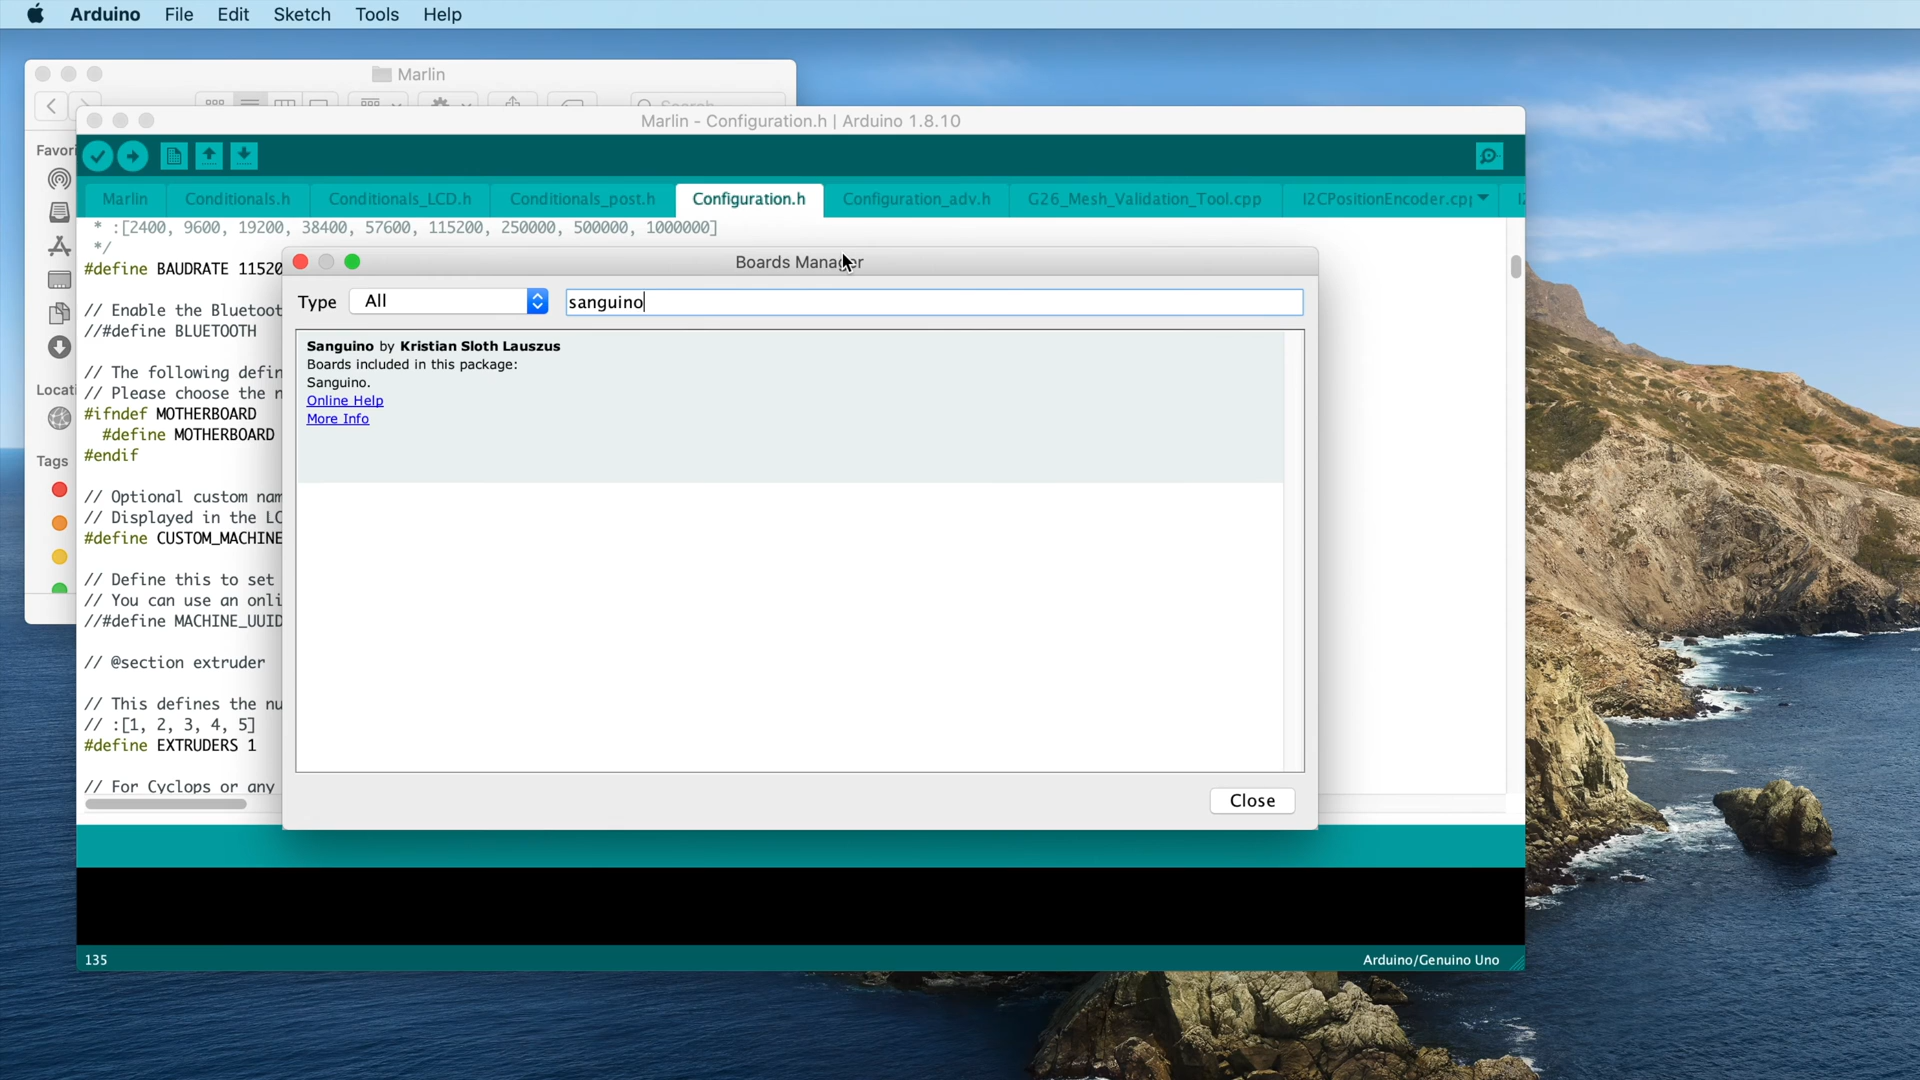 Arduino File Edit Sketch Tools Help
Marlin
Search
Marlin - Configuration.h | Arduino 1.8.10
Favori
Marlin Conditionals.h Conditionals_LCD.h Conditionals_post.h Configuration.h Configuration_adv.h G26_Mesh_Validation_Tool.cpp I2CPositionEncoder.cpp
* :[2400, 9600, 19200, 38400, 57600, 115200, 250000, 500000, 1000000]
*/
#define BAUDRATE 11520
Boards Manager
Type All sanguino
Sanguino by Kristian Sloth Lauszus
Boards included in this package:
Sanguino.
Online Help
More Info
Close
// Enable the Bluetoot
//#define BLUETOOTH
// The following defin
// Please choose the n
#ifndef MOTHERBOARD
#define MOTHERBOARD
#endif
// Optional custom nam
// Displayed in the LC
#define CUSTOM_MACHINE
// Define this to set
// You can use an onli
//#define MACHINE_UUID
// @section extruder
// This defines the nu
// :[1, 2, 3, 4, 5]
#define EXTRUDERS 1
// For Cyclops or any
Locati
Tags
135
Arduino/Genuino Uno